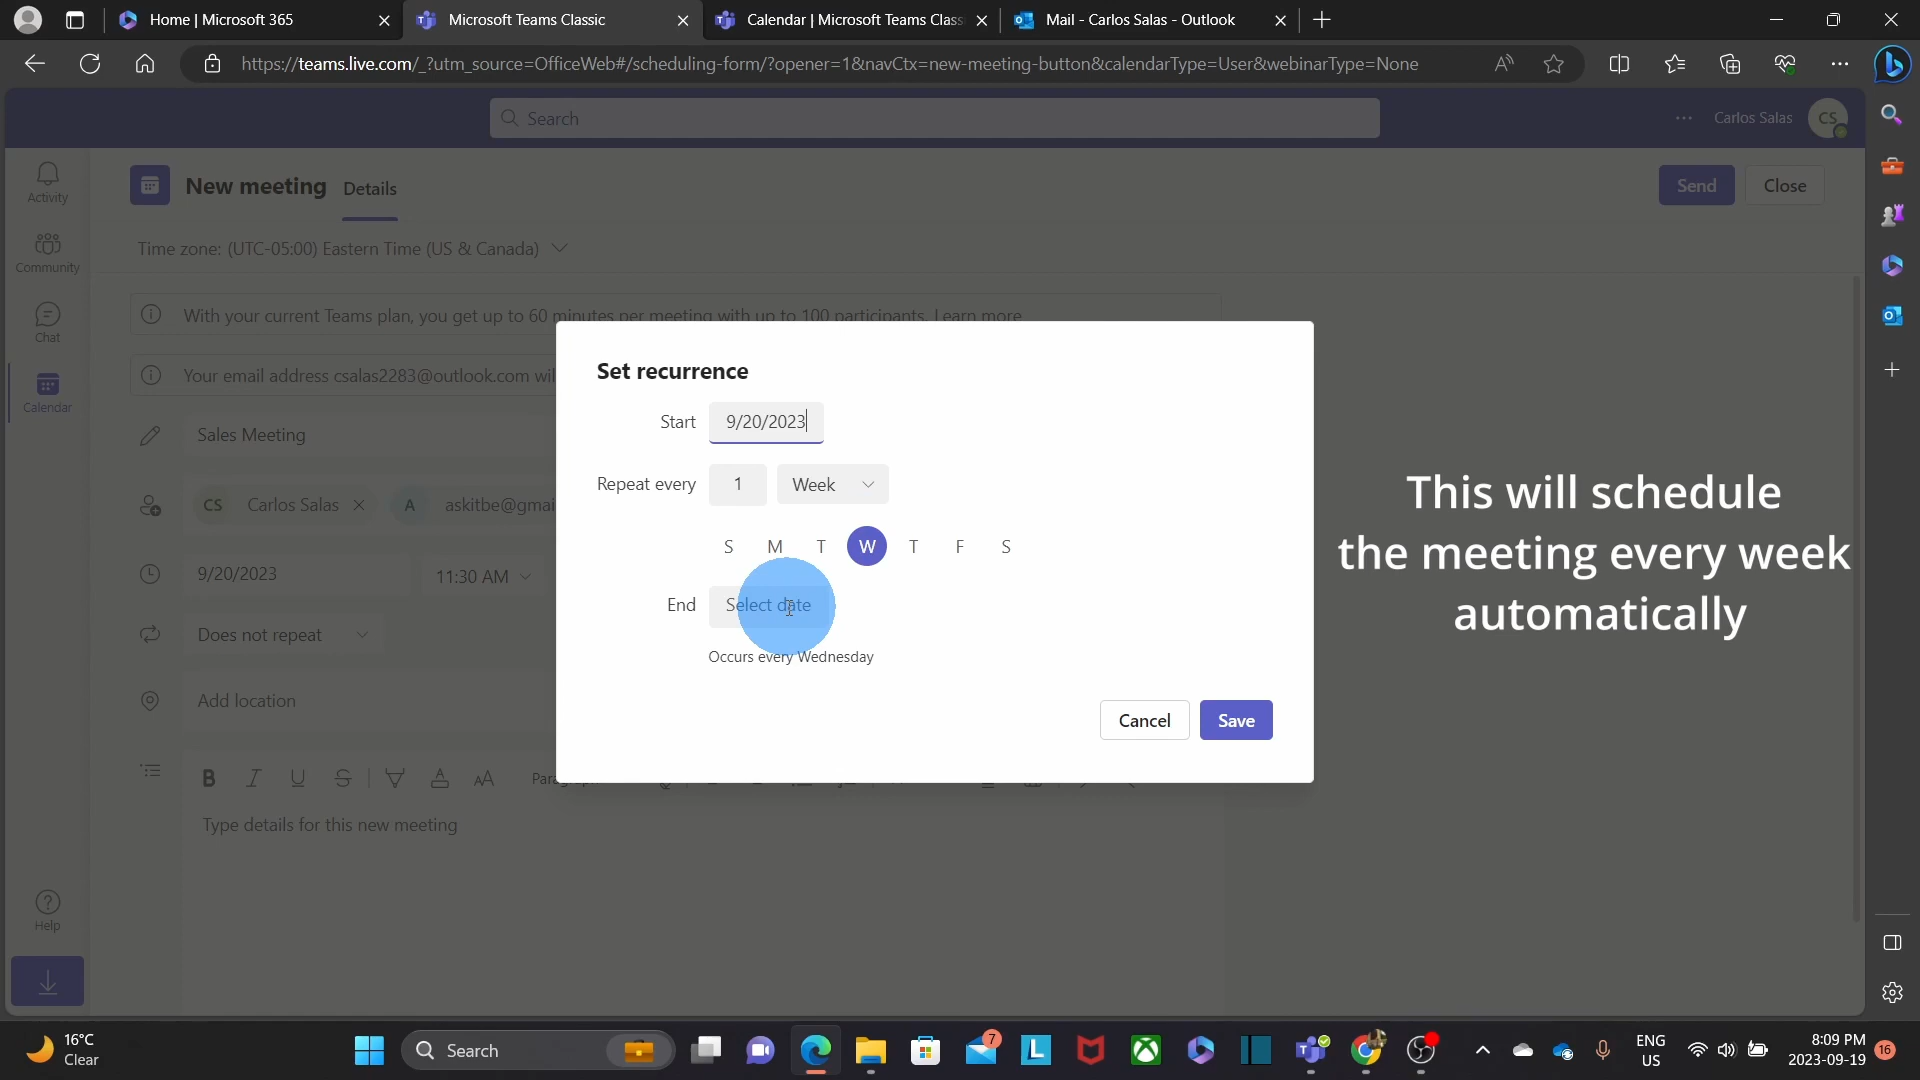 Home | Microsoft 365
Microsoft Teams Classic
Calendar | Microsoft Teams Class
Mail - Carlos Salas - Outlook
https://teams.live.com/_?utm_source=OfficeWeb#/scheduling-form/?opener=1&navCtx=new-meeting-button&calendarType=User&webinarType=None
Search
Carlos Salas
CS
Activity
Community
Chat
Calendar
Help
New meeting
Details
Send
Close
Time zone: (UTC-05:00) Eastern Time (US & Canada)
With your current Teams plan, you get up to 60 minutes per meeting with up to 100 participants. Learn more
Your email address csalas2283@outlook.com wil
Sales Meeting
CS Carlos Salas
A askitbe@gmai
9/20/2023
11:30 AM
Does not repeat
Add location
Type details for this new meeting
Set recurrence
Start 9/20/2023
Repeat every 1 Week
S M T W T F S
End Select date
Occurs every Wednesday
Cancel
Save
This will schedule
the meeting every week
automatically
16°C
Clear
Search
7
ENG
US
8:09 PM
2023-09-19
16